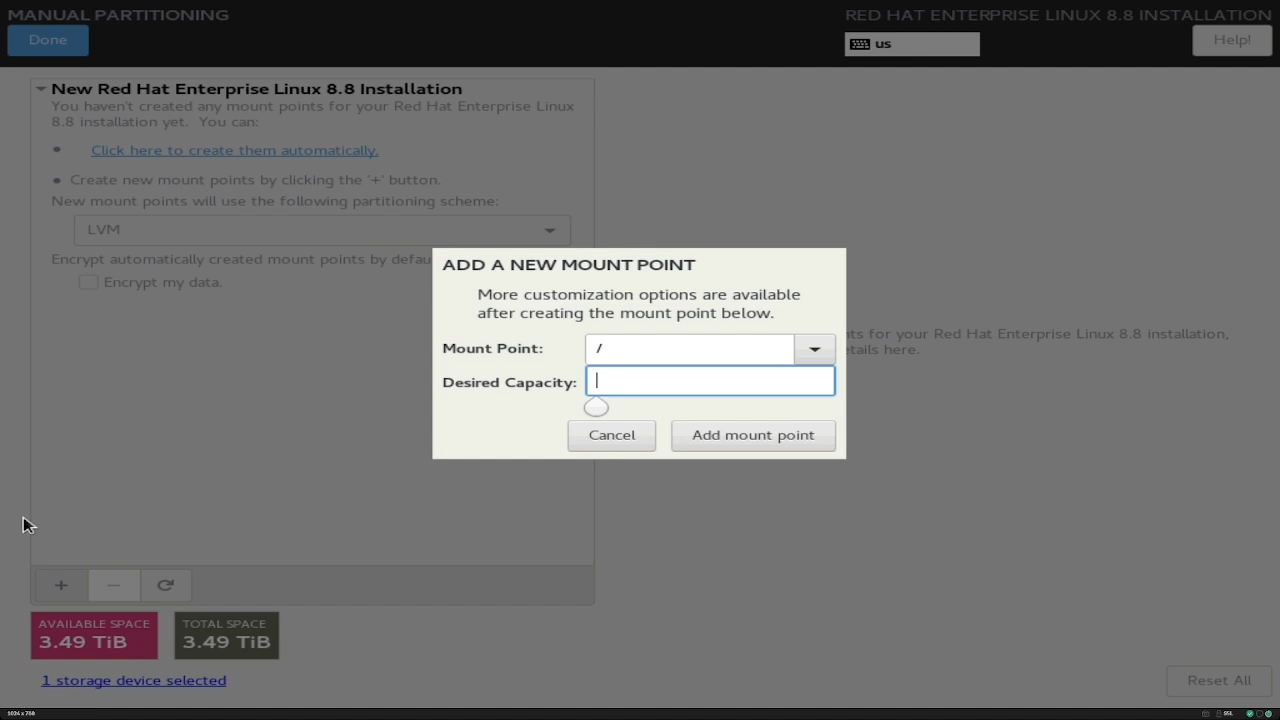 MANUAL PARTITIONING
RED HAT ENTERPRISE LINUX 8.8 INSTALLATION
Done
us
Help!
New Red Hat Enterprise Linux 8.8 Installation
You haven't created any mount points for your Red Hat Enterprise Linux
8.8 installation yet.  You can:
• Click here to create them automatically.
• Create new mount points by clicking the '+' button.
New mount points will use the following partitioning scheme:
LVM
Encrypt automatically created mount points by defau
Encrypt my data.
ADD A NEW MOUNT POINT
More customization options are available
after creating the mount point below.
Mount Point: /
Desired Capacity:
Cancel
Add mount point
nts for your Red Hat Enterprise Linux 8.8 installation,
etails here.
+
−
AVAILABLE SPACE
3.49 TiB
TOTAL SPACE
3.49 TiB
1 storage device selected
Reset All
1024 x 768
SSL